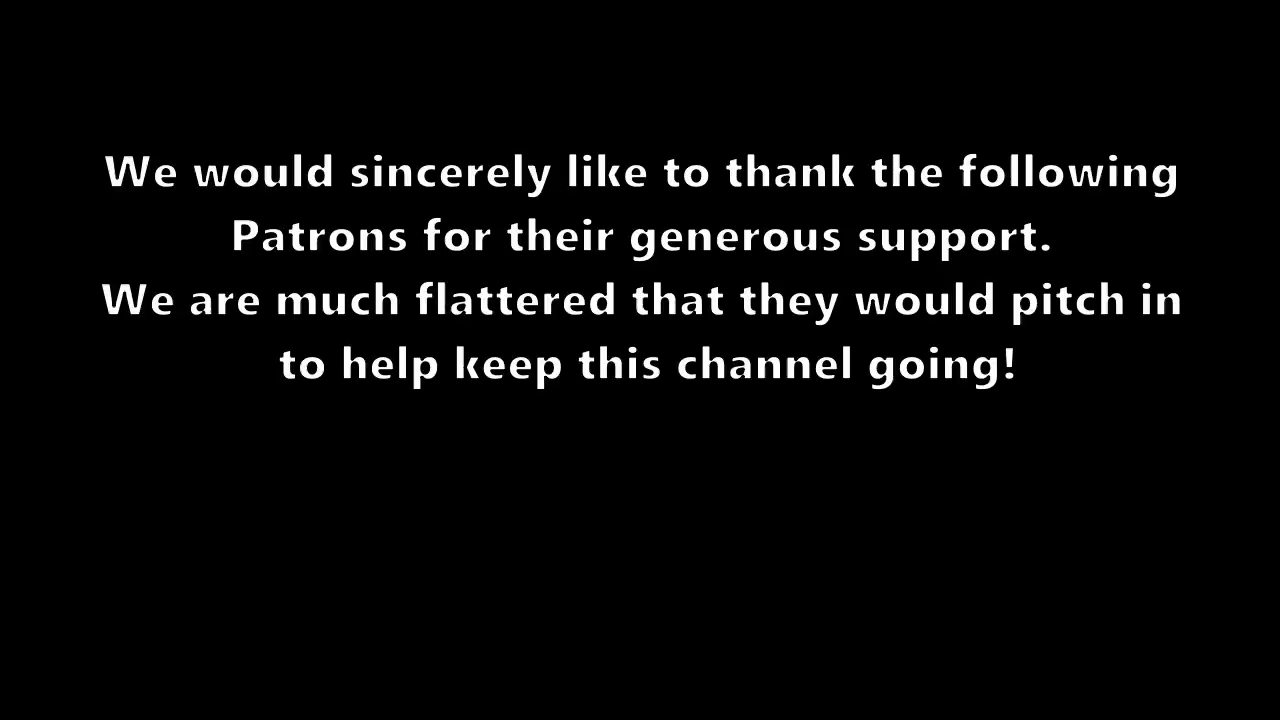 We would sincerely like to thank the following
Patrons for their generous support.
We are much flattered that they would pitch in
to help keep this channel going!